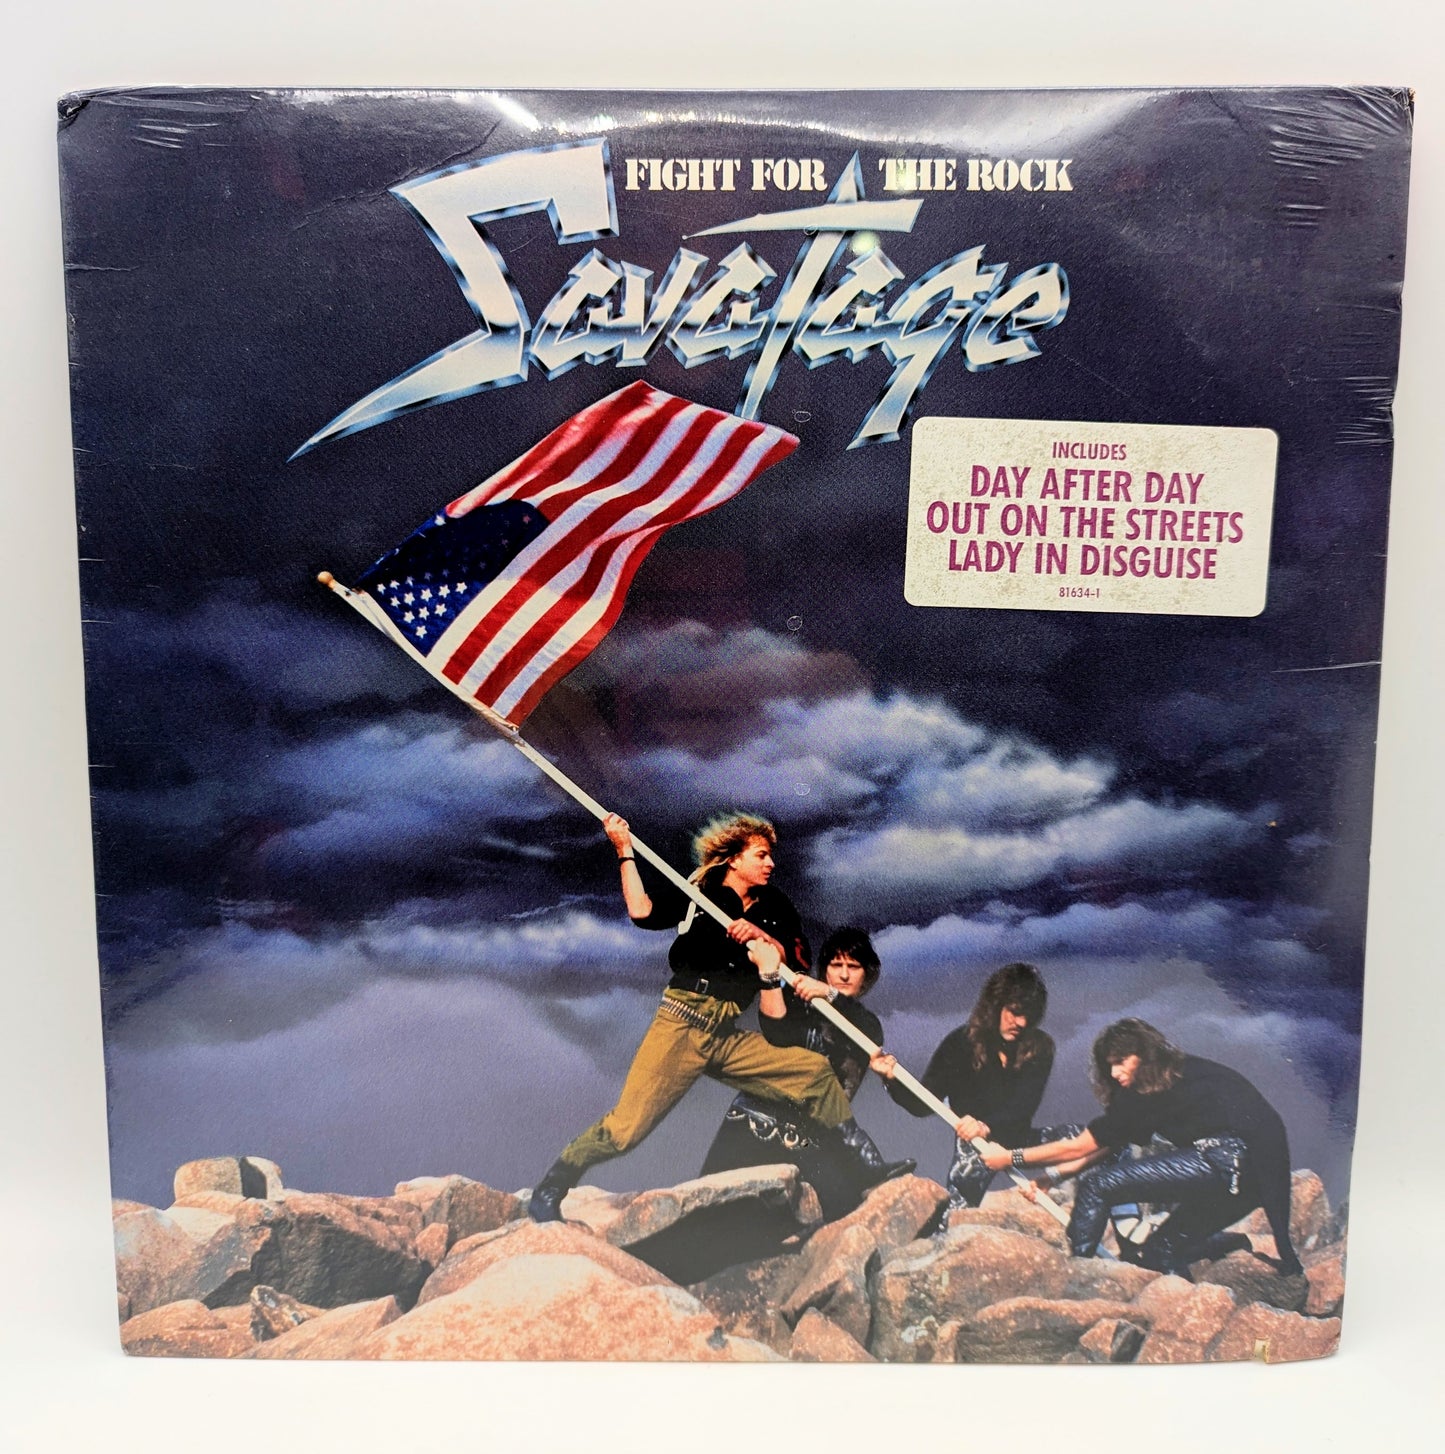 FIGHT FOR THE ROCK
SavaTage
INCLUDES
DAY AFTER DAY
OUT ON THE STREETS
LADY IN DISGUISE
81634-1